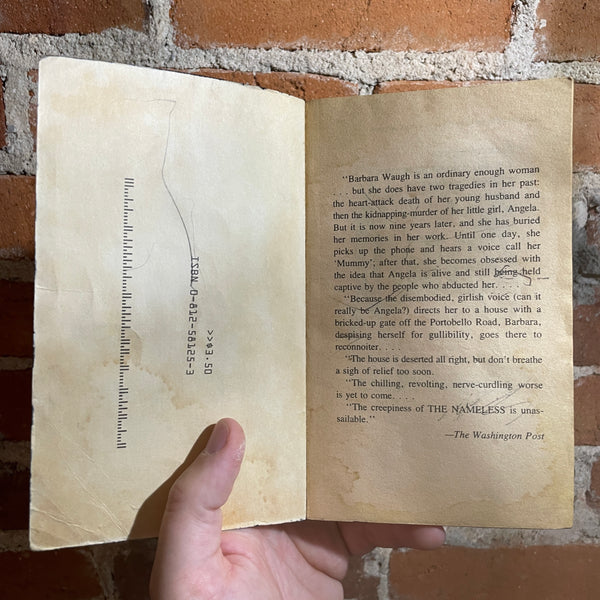 ISBN 0-812-58125-3
>>$3.50
"Barbara Waugh is an ordinary enough woman
. . . but she does have two tragedies in her past:
the heart-attack death of her young husband and
then the kidnapping-murder of her little girl, Angela.
But it is now nine years later, and she has buried
her memories in her work. Until one day, she
picks up the phone and hears a voice call her
'Mummy'; after that, she becomes obsessed with
the idea that Angela is alive and still being held
captive by the people who abducted her. . . .
"Because the disembodied, girlish voice (can it
really be Angela?) directs her to a house with a
bricked-up gate off the Portobello Road, Barbara,
despising herself for gullibility, goes there to
reconnoiter. . . .
"The house is deserted all right, but don't breathe
a sigh of relief too soon.
"The chilling, revolting, nerve-curdling worse
is yet to come. . . .
"The creepiness of THE NAMELESS is unas-
sailable."
—The Washington Post